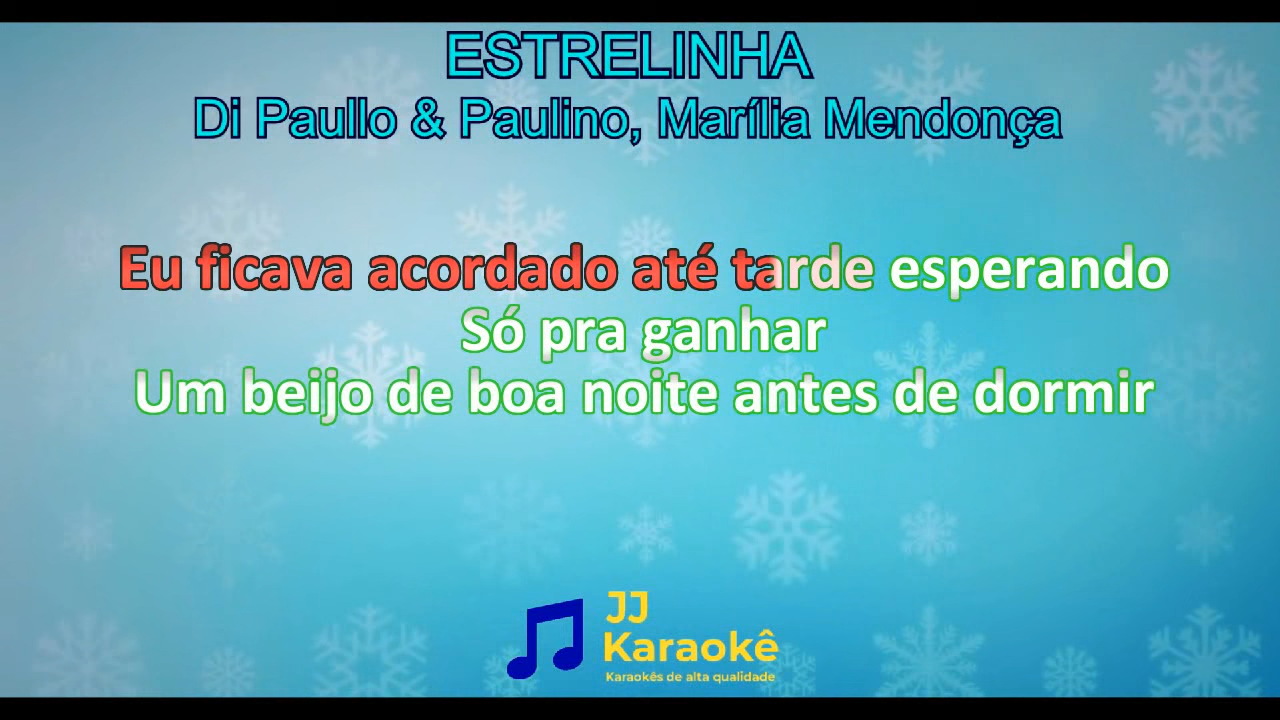 ESTRELINHA
Di Paullo & Paulino, Marília Mendonça
Eu ficava acordado até tarde esperando
Só pra ganhar
Um beijo de boa noite antes de dormir
JJ
Karaokê
Karaokês de alta qualidade